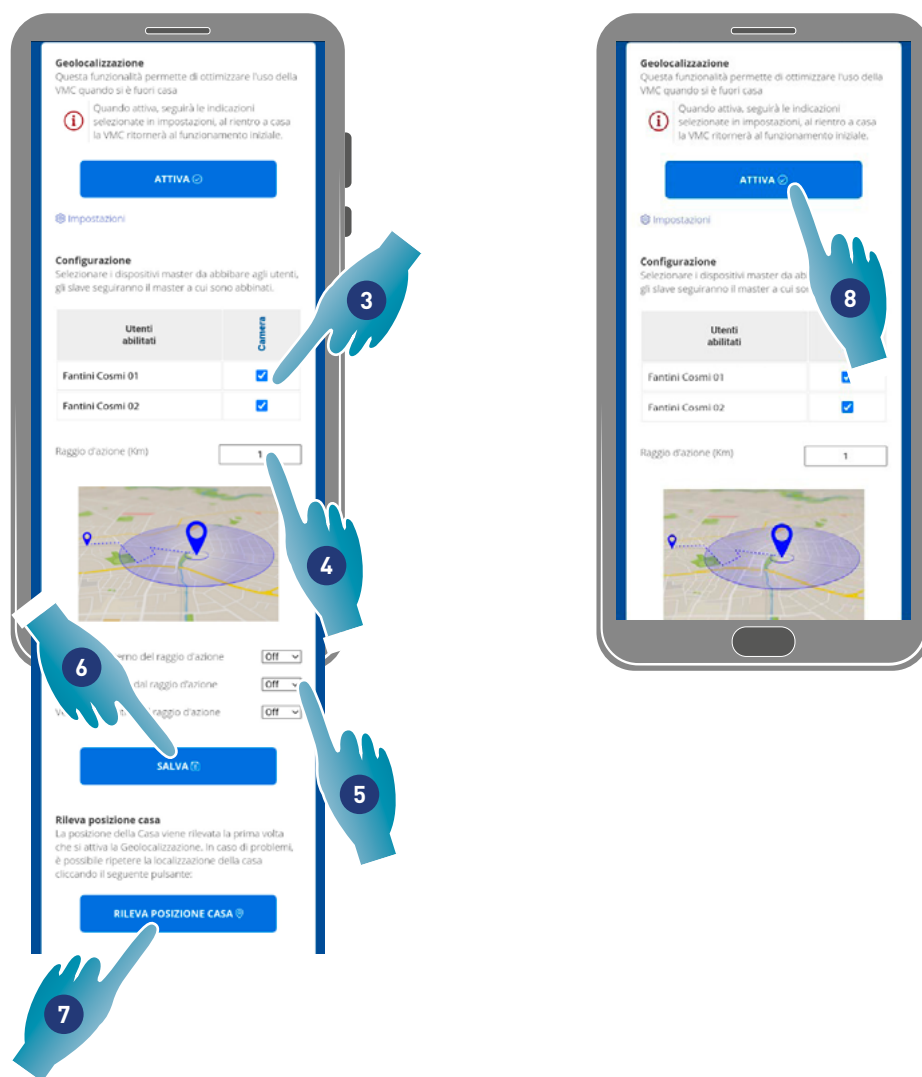 Geolocalizzazione
Questa funzionalità permette di ottimizzare l'uso della
VMC quando si è fuori casa
Quando attiva, seguirà le indicazioni
selezionate in impostazioni, al rientro a casa
la VMC ritornerà al funzionamento iniziale.
ATTIVA
Impostazioni
Configurazione
Selezionare i dispositivi master da abbibare agli utenti,
gli slave seguiranno il master a cui sono abbinati.
3
Utenti
abilitati
Camera
Fantini Cosmi 01
Fantini Cosmi 02
Raggio d'azione (Km)
1
4
6
del raggio d'azione
Off
dal raggio d'azione
Off
raggio d'azione
Off
SALVA
5
Rileva posizione casa
La posizione della Casa viene rilevata la prima volta
che si attiva la Geolocalizzazione. In caso di problemi,
è possibile ripetere la localizzazione della casa
cliccando il seguente pulsante:
RILEVA POSIZIONE CASA
7
Geolocalizzazione
Questa funzionalità permette di ottimizzare l'uso della
VMC quando si è fuori casa
Quando attiva, seguirà le indicazioni
selezionate in impostazioni, al rientro a casa
la VMC ritornerà al funzionamento iniziale.
ATTIVA
Impostazioni
Configurazione
Selezionare i dispositivi master da
gli slave seguiranno il master a cui
8
Utenti
abilitati
Fantini Cosmi 01
Fantini Cosmi 02
Raggio d'azione (Km)
1